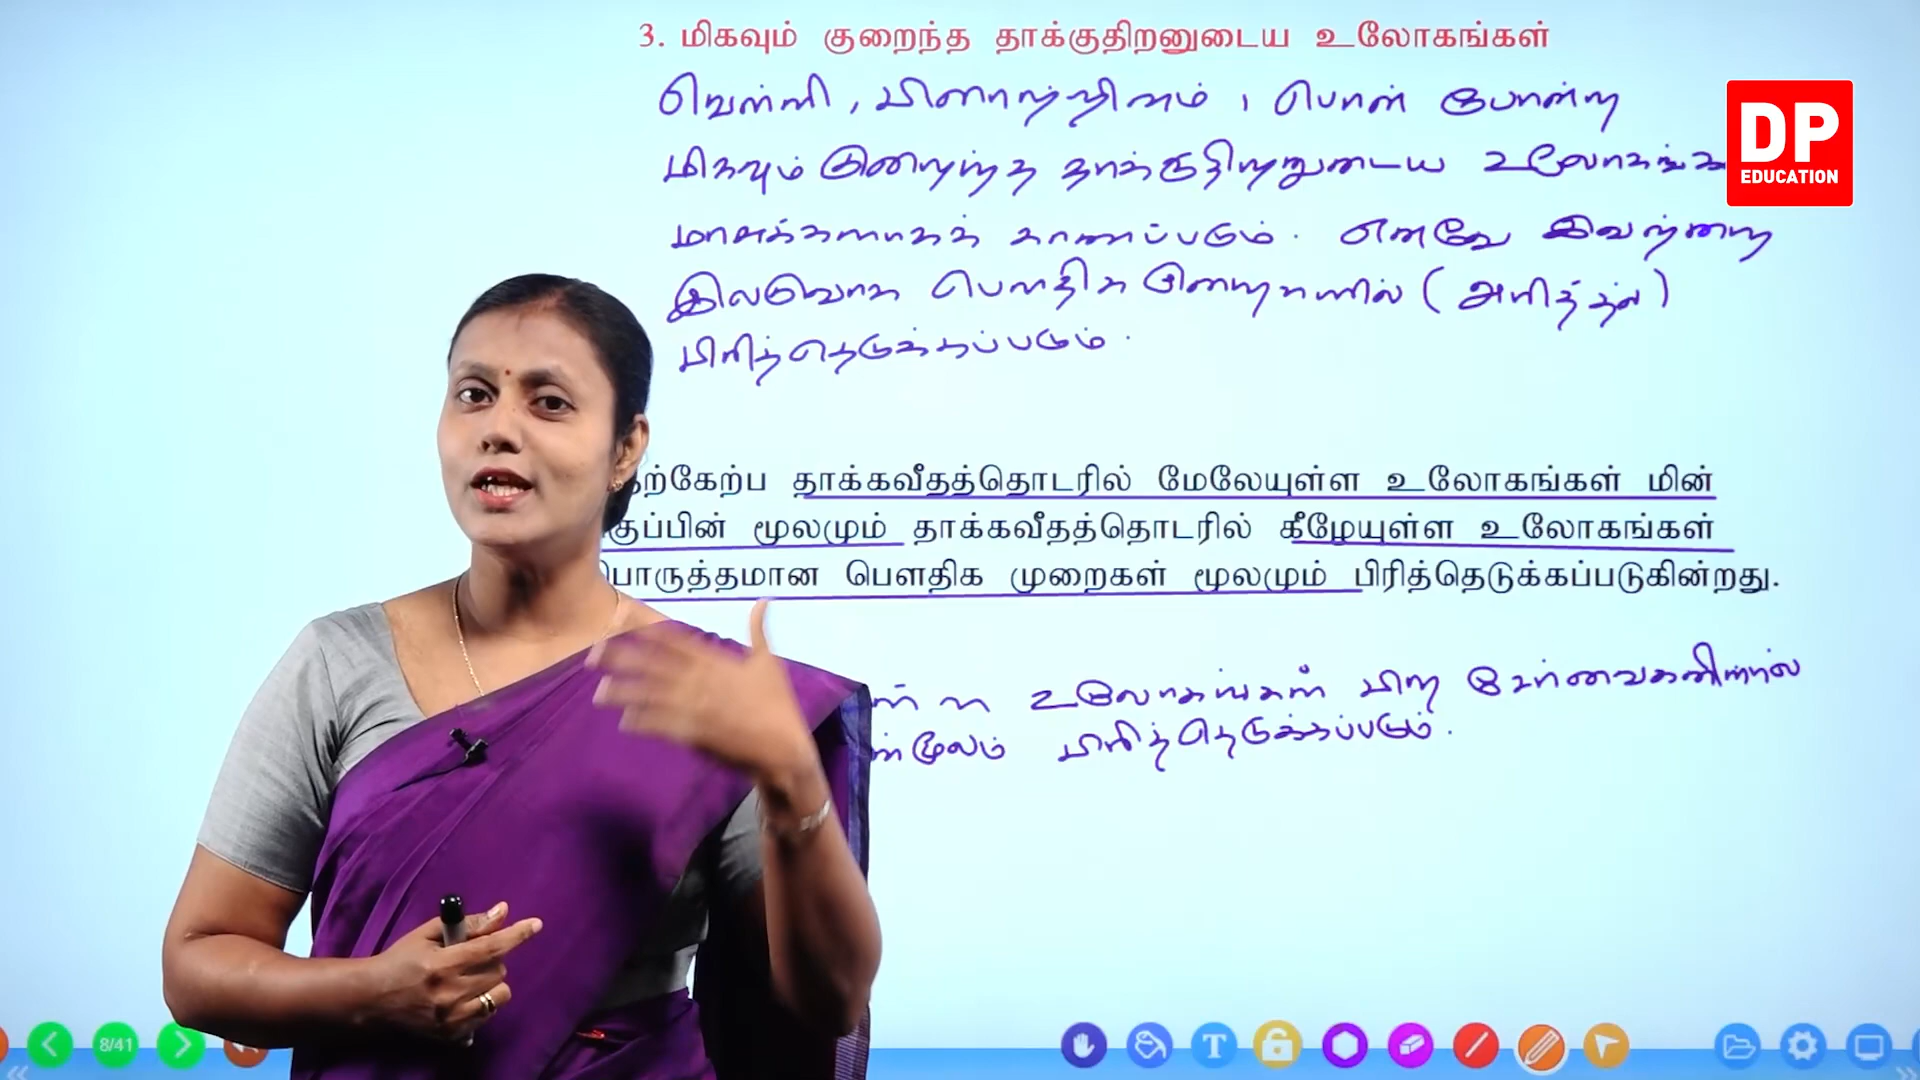 3. மிகவும் குறைந்த தாக்குதிறனுடைய உலோகங்கள்
வெள்ளி, பிளாற்றினம், பொன் போன்ற
மிகவும் குறைந்த தாக்குதிறனுடைய உலோகங்க
மாசுக்களாகக் காணப்படும். எனவே இவற்றை
இலகுவாக பௌதிக முறைகளில் (அரித்தல்)
பிரித்தெடுக்கப்படும்.
DP
EDUCATION
ற்கேற்ப தாக்கவீதத்தொடரில் மேலேயுள்ள உலோகங்கள் மின்
குப்பின் மூலமும் தாக்கவீதத்தொடரில் கீழேயுள்ள உலோகங்கள்
பொருத்தமான பௌதிக முறைகள் மூலமும் பிரித்தெடுக்கப்படுகின்றது.
உலோகங்கள் பிற சேர்வைகளினால்
மூலம் பிரித்தெடுக்கப்படும்.
8/41
T